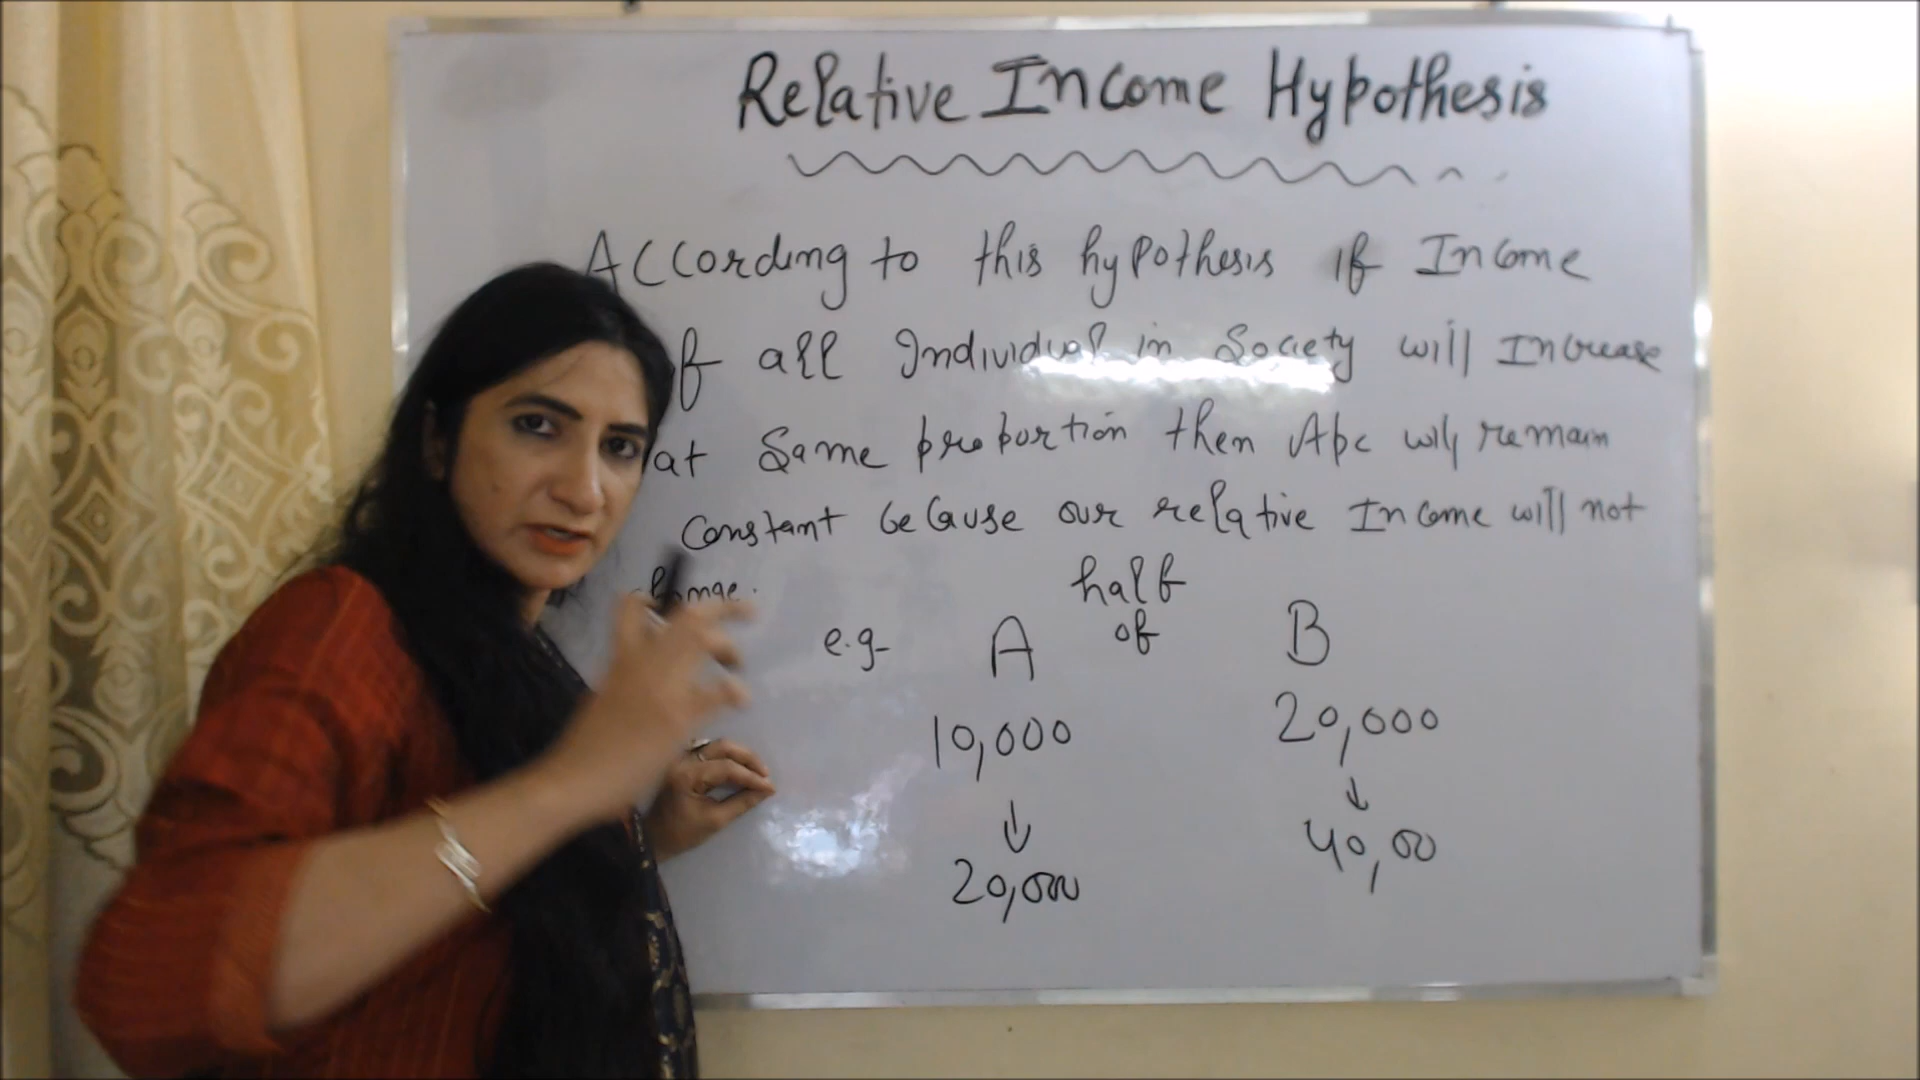 Relative Income Hypothesis
According to this hypothesis if Income
of all Individual in Society will Increase
at Same proportion then Apc will remain
Constant because our relative Income will not
change.
half
e.g A of B
10,000 20,000
↓ ↓
20,000 40,00